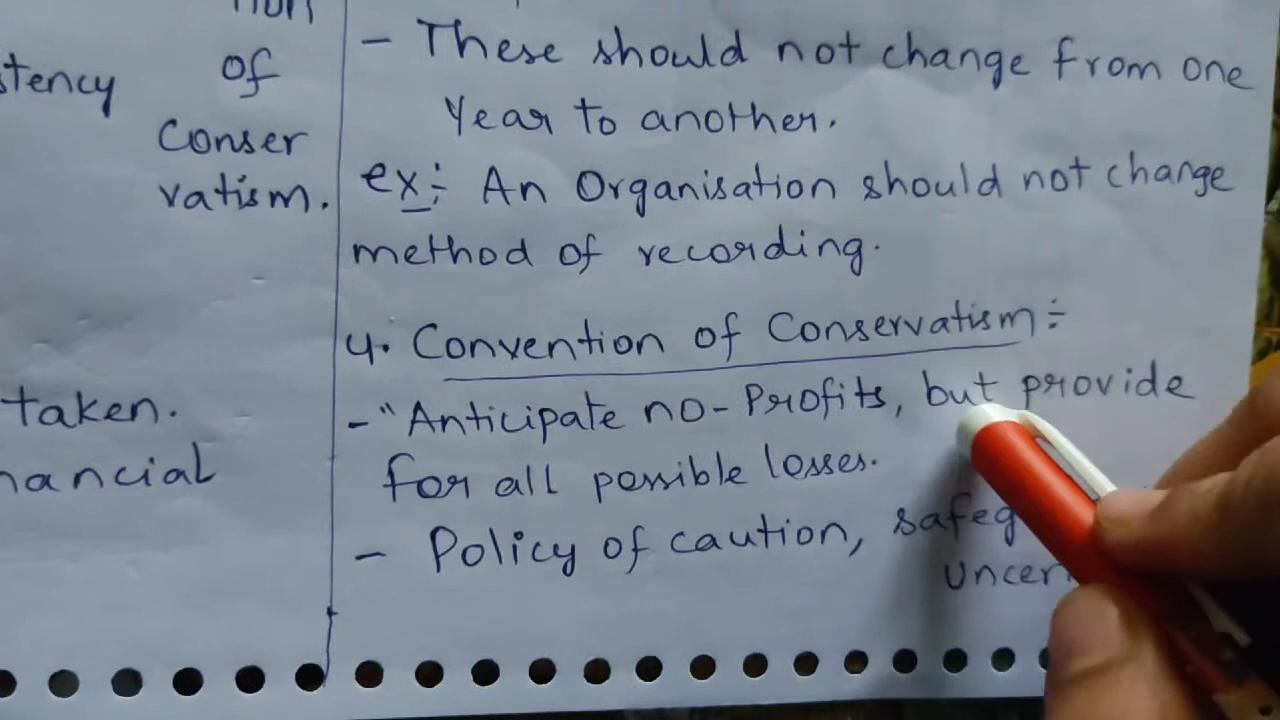 of
Conser
vatism.
taken.
- These should not change from one
Year to another.
ex:- An Organisation should not change
method of recording.
4. Convention of Conservatism:-
- "Anticipate no-Profits, but provide
for all possible losses.
- Policy of caution,